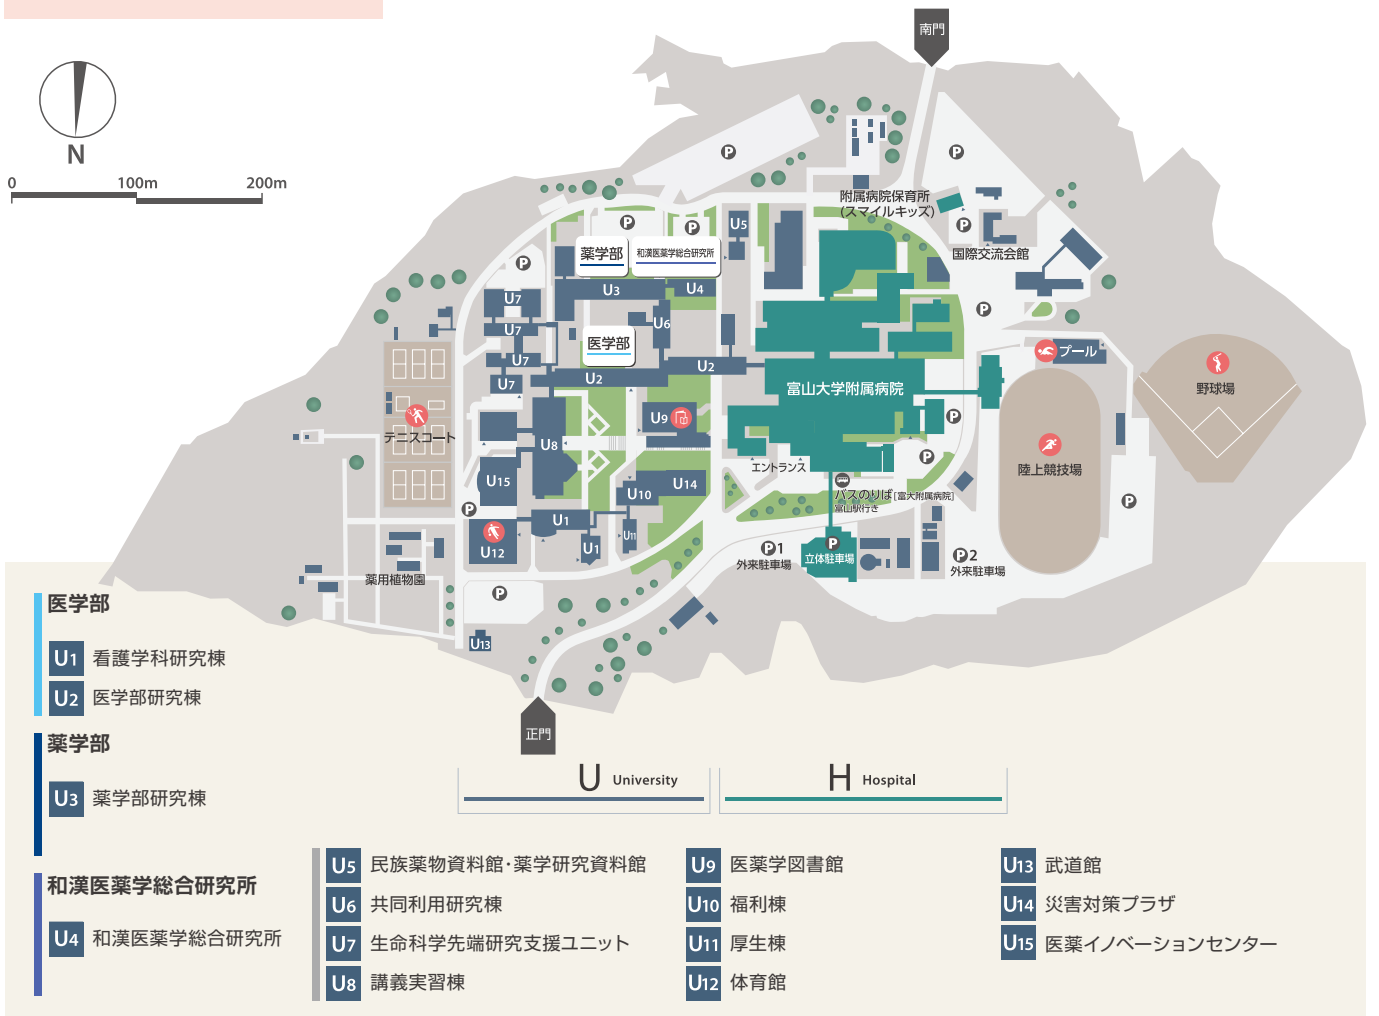 南門
N
0 100m 200m
P
P
附属病院保育所
(スマイルキッズ)
P
P
U5
P
薬学部
和漢医薬学総合研究所
国際交流会館
P
U7
U3
U4
P
U7
U6
医学部
プール
U7
U2
U2
野球場
U7
富山大学附属病院
テニスコート
U9
P
U8
陸上競技場
エントランス
P
U15
U14
U10
バスのりば [富大附属病院]
富山駅行き
P
P
U1
U11
U12
U1
P1
外来駐車場
P
立体駐車場
P2
外来駐車場
薬用植物園
P
U13
正門
U University
H Hospital
医学部
U1 看護学科研究棟
U2 医学部研究棟
薬学部
U3 薬学部研究棟
和漢医薬学総合研究所
U4 和漢医薬学総合研究所
U5 民族薬物資料館・薬学研究資料館
U6 共同利用研究棟
U7 生命科学先端研究支援ユニット
U8 講義実習棟
U9 医薬学図書館
U10 福利棟
U11 厚生棟
U12 体育館
U13 武道館
U14 災害対策プラザ
U15 医薬イノベーションセンター